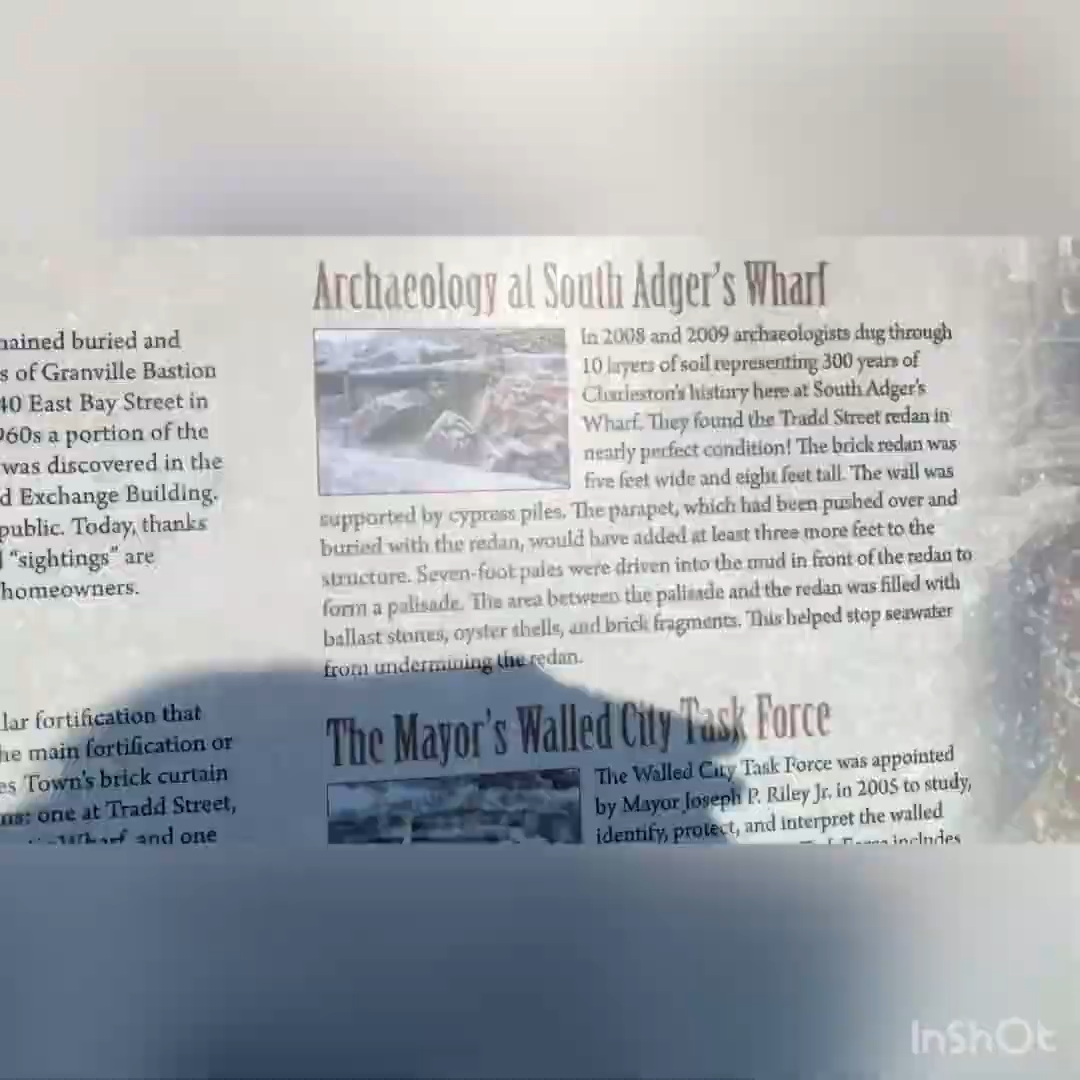 nained buried and
s of Granville Bastion
40 East Bay Street in
960s a portion of the
was discovered in the
d Exchange Building.
public. Today, thanks
"sightings" are
homeowners.
lar fortification that
he main fortification or
es Town's brick curtain
ns: one at Tradd Street,
Wharf, and one
Archaeology at South Adger's Wharf
In 2008 and 2009 archaeologists dug through
10 layers of soil representing 300 years of
Charleston's history here at South Adger's
Wharf. They found the Tradd Street redan in
nearly perfect condition! The brick redan was
five feet wide and eight feet tall. The wall was
supported by cypress piles. The parapet, which had been pushed over and
buried with the redan, would have added at least three more feet to the
structure. Seven-foot pales were driven into the mud in front of the redan to
form a palisade. The area between the palisade and the redan was filled with
ballast stones, oyster shells, and brick fragments. This helped stop seawater
from undermining the redan.
The Mayor's Walled City Task Force
The Walled City Task Force was appointed
by Mayor Joseph P. Riley Jr. in 2005 to study,
identify, protect, and interpret the walled
Task Force includes
InShOt